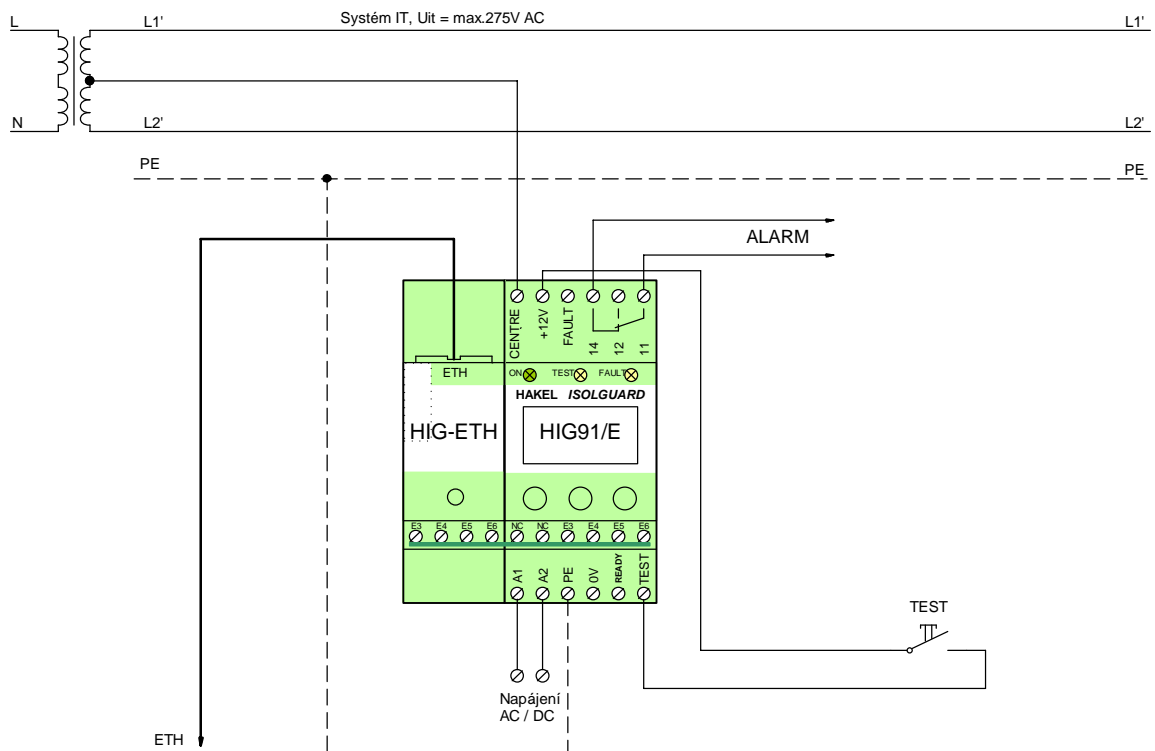 Systém IT, Uit = max.275V AC
L L1' L1'
N L2' L2'
PE PE
ALARM
CENTRE +12V FAULT 14 12 11
ETH ON TEST FAULT
HAKEL ISOLGUARD
HIG-ETH HIG91/E
E3 E4 E5 E6 NC NC E3 E4 E5 E6
A1 A2 PE 0V READY TEST
TEST
Napájení
AC / DC
ETH